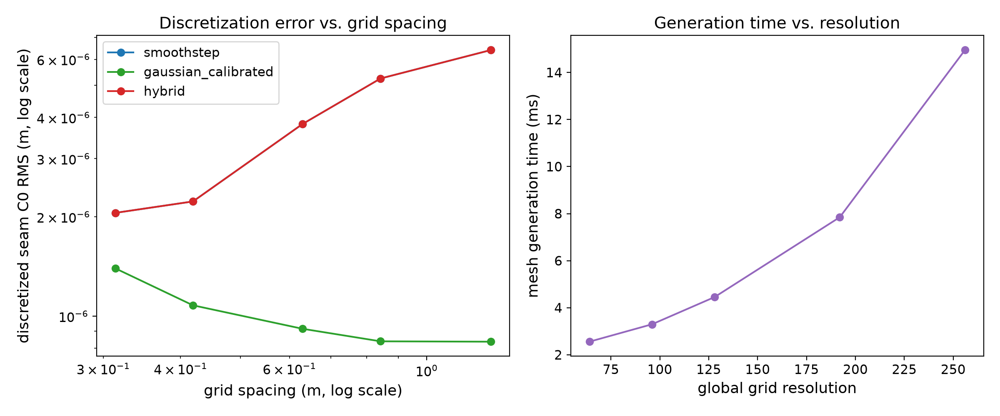 Discretization error vs. grid spacing
discretized seam C0 RMS (m, log scale)
6 × 10⁻⁶
4 × 10⁻⁶
3 × 10⁻⁶
2 × 10⁻⁶
10⁻⁶
smoothstep
gaussian_calibrated
hybrid
3 × 10⁻¹ 4 × 10⁻¹ 6 × 10⁻¹ 10⁰
grid spacing (m, log scale)
Generation time vs. resolution
mesh generation time (ms)
14
12
10
8
6
4
2
75 100 125 150 175 200 225 250
global grid resolution